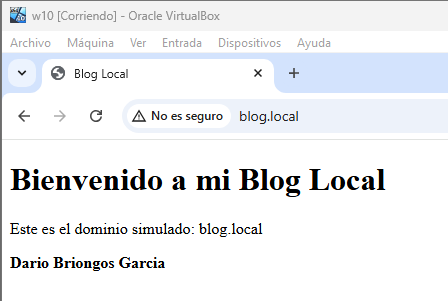 w10 [Corriendo] - Oracle VirtualBox
Archivo Máquina Ver Entrada Dispositivos Ayuda
Blog Local
No es seguro blog.local
Bienvenido a mi Blog Local
Este es el dominio simulado: blog.local
Dario Briongos Garcia